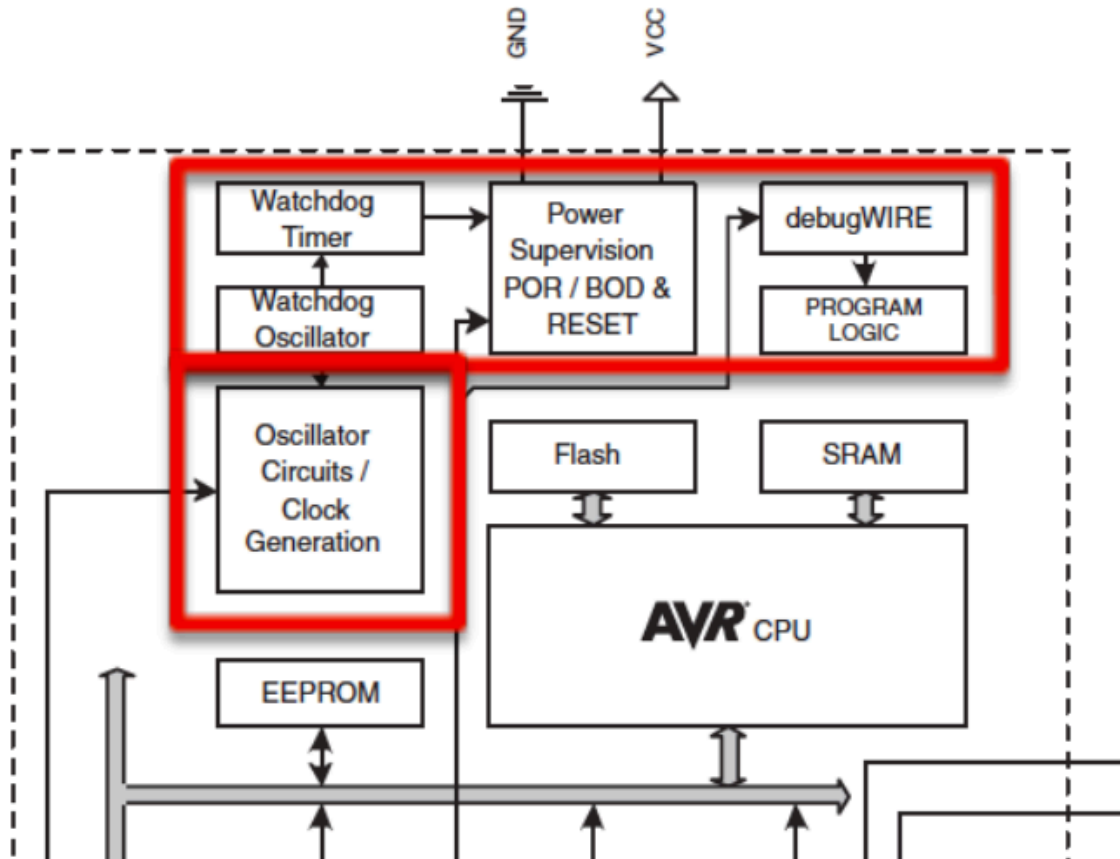 GND
VCC
Watchdog
Timer
Power
Supervision
POR / BOD &
RESET
debugWIRE
Watchdog
Oscillator
PROGRAM
LOGIC
Oscillator
Circuits /
Clock
Generation
Flash
SRAM
AVR CPU
EEPROM